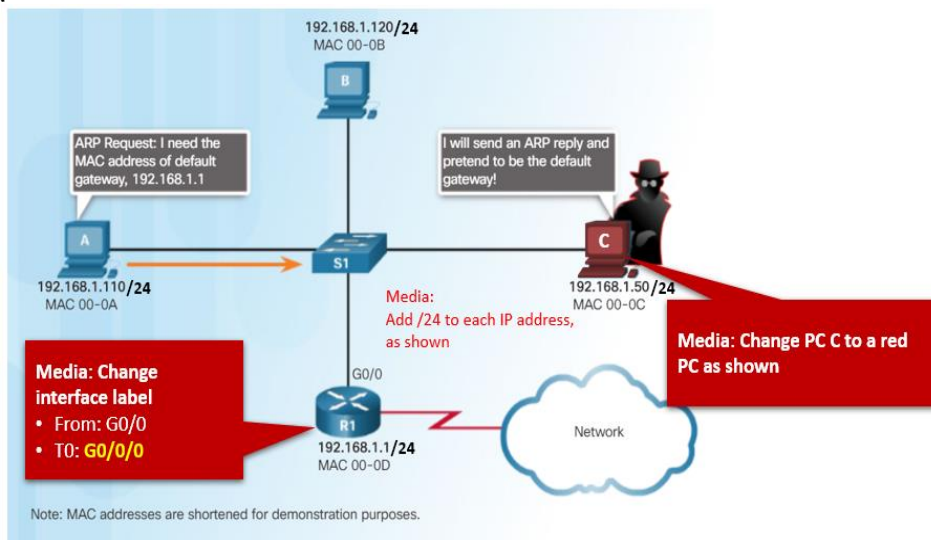 192.168.1.120/24
MAC 00-0B
B
ARP Request: I need the
MAC address of default
gateway, 192.168.1.1
I will send an ARP reply and
pretend to be the default
gateway!
A
S1
C
192.168.1.110/24
MAC 00-0A
192.168.1.50/24
MAC 00-0C
Media:
Add /24 to each IP address,
as shown
Media: Change PC C to a red
PC as shown
Media: Change
interface label
• From: G0/0
• T0: G0/0/0
G0/0
R1
192.168.1.1/24
MAC 00-0D
Network
Note: MAC addresses are shortened for demonstration purposes.